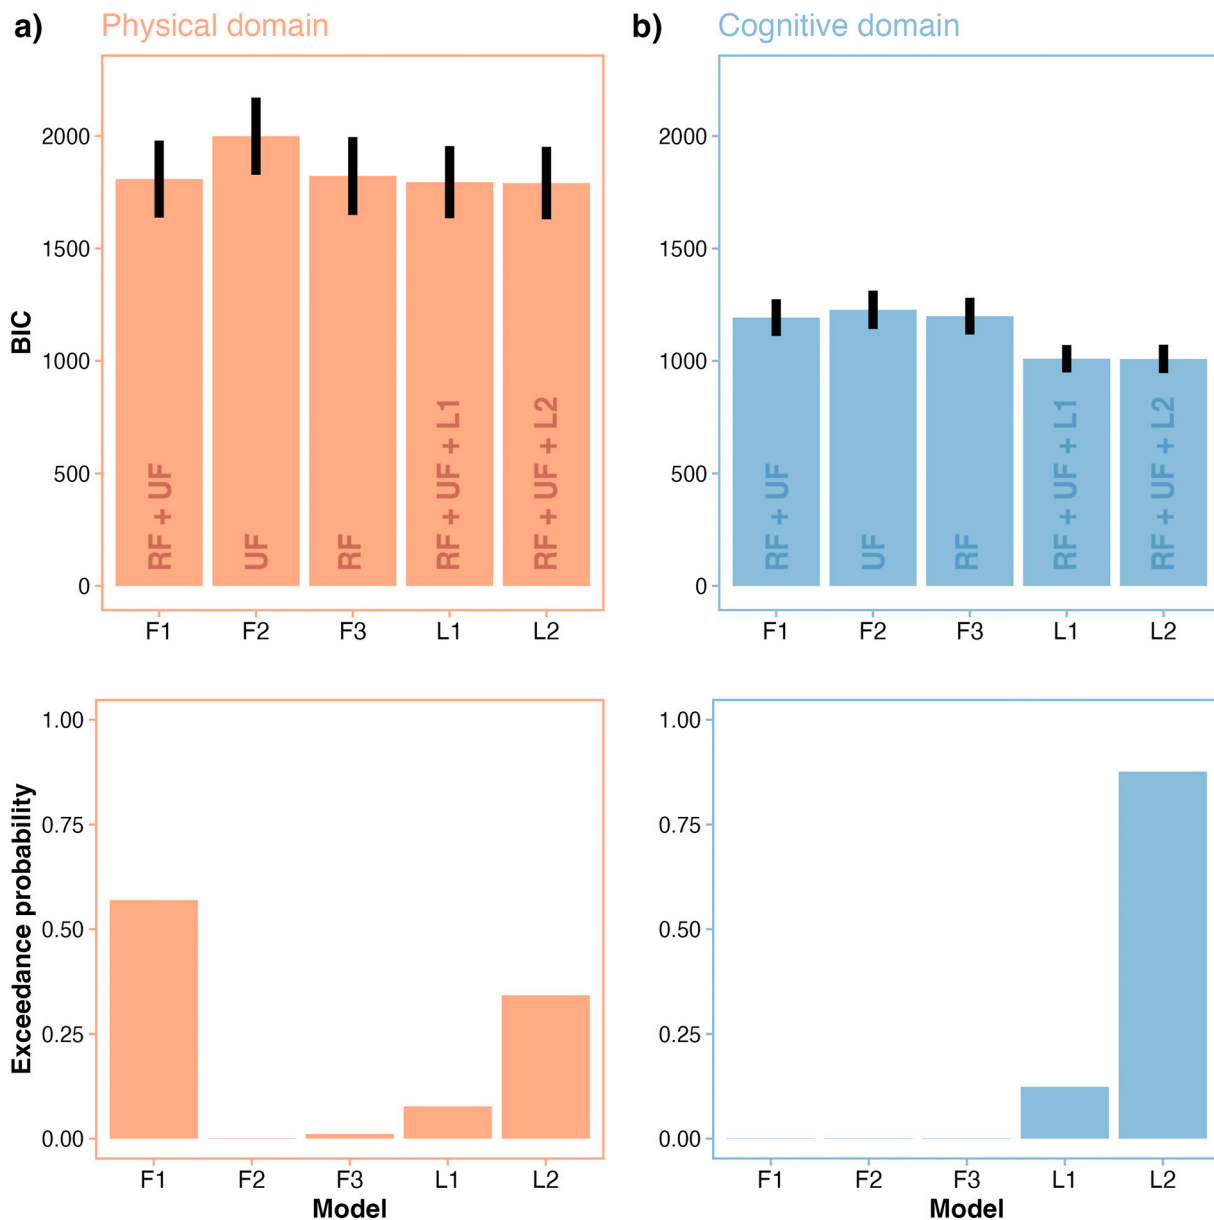 a) Physical domain
b) Cognitive domain
BIC
2000
1500
1000
500
0
RF + UF
UF
RF
RF + UF + L1
RF + UF + L2
F1 F2 F3 L1 L2
2000
1500
1000
500
0
RF + UF
UF
RF
RF + UF + L1
RF + UF + L2
F1 F2 F3 L1 L2
Exceedance probability
1.00
0.75
0.50
0.25
0.00
F1 F2 F3 L1 L2
Model
1.00
0.75
0.50
0.25
0.00
F1 F2 F3 L1 L2
Model